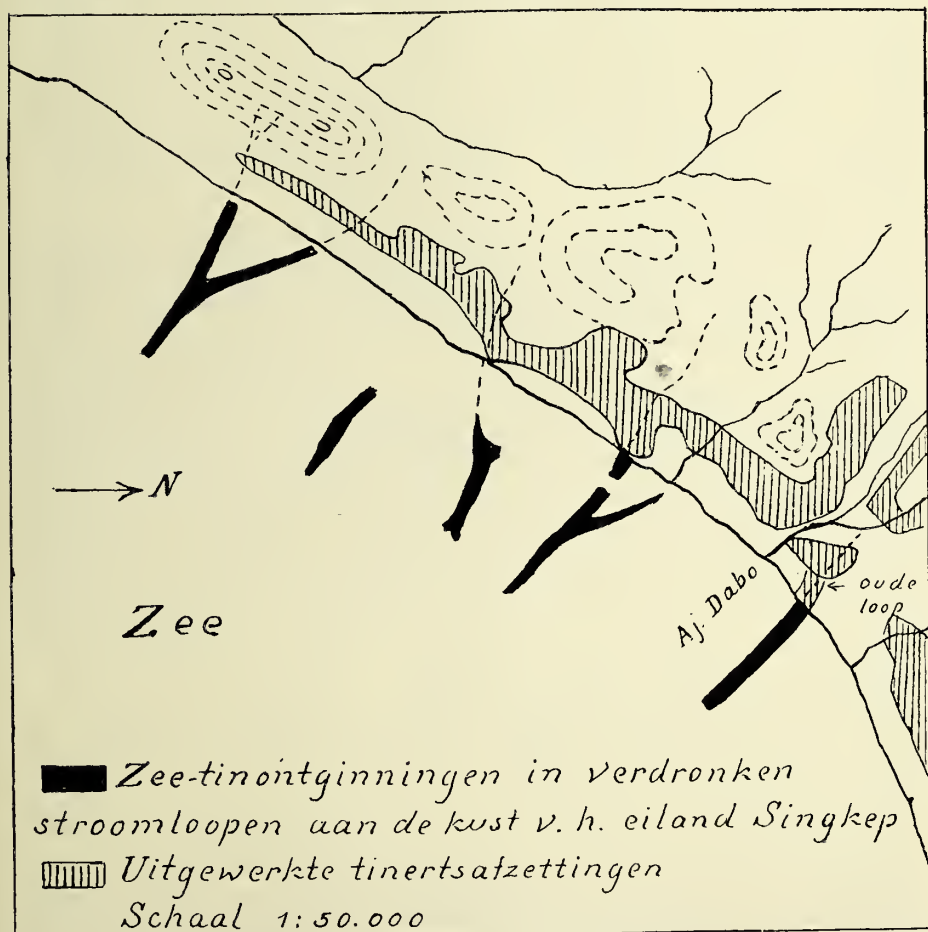 N
Zee
Aj. Dabo
oude
loop
Zee-tinontginningen in verdronken
stroomloopen aan de kust v. h. eiland Singkep
Uitgewerkte tinertsafzettingen
Schaal 1:50.000